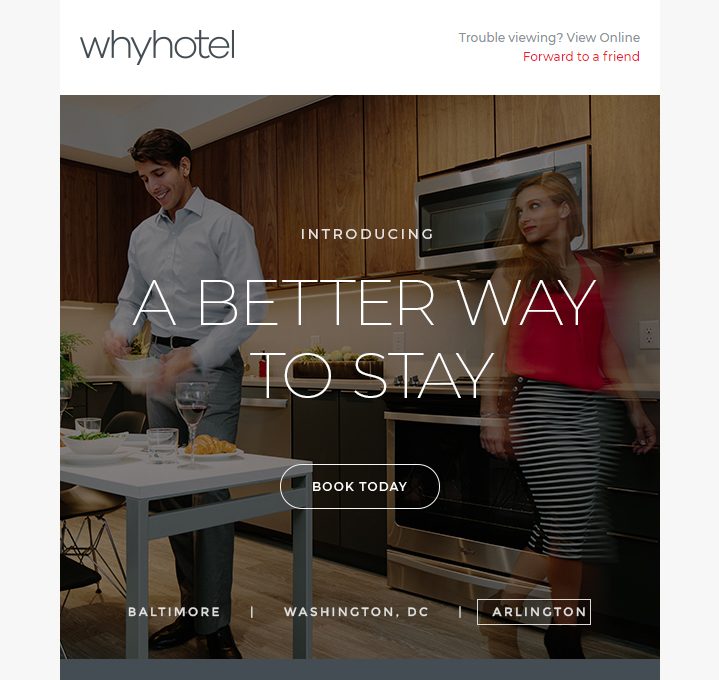 whyhotel
Trouble viewing? View Online
Forward to a friend
INTRODUCING
A BETTER WAY
TO STAY
BOOK TODAY
BALTIMORE | WASHINGTON, DC | ARLINGTON